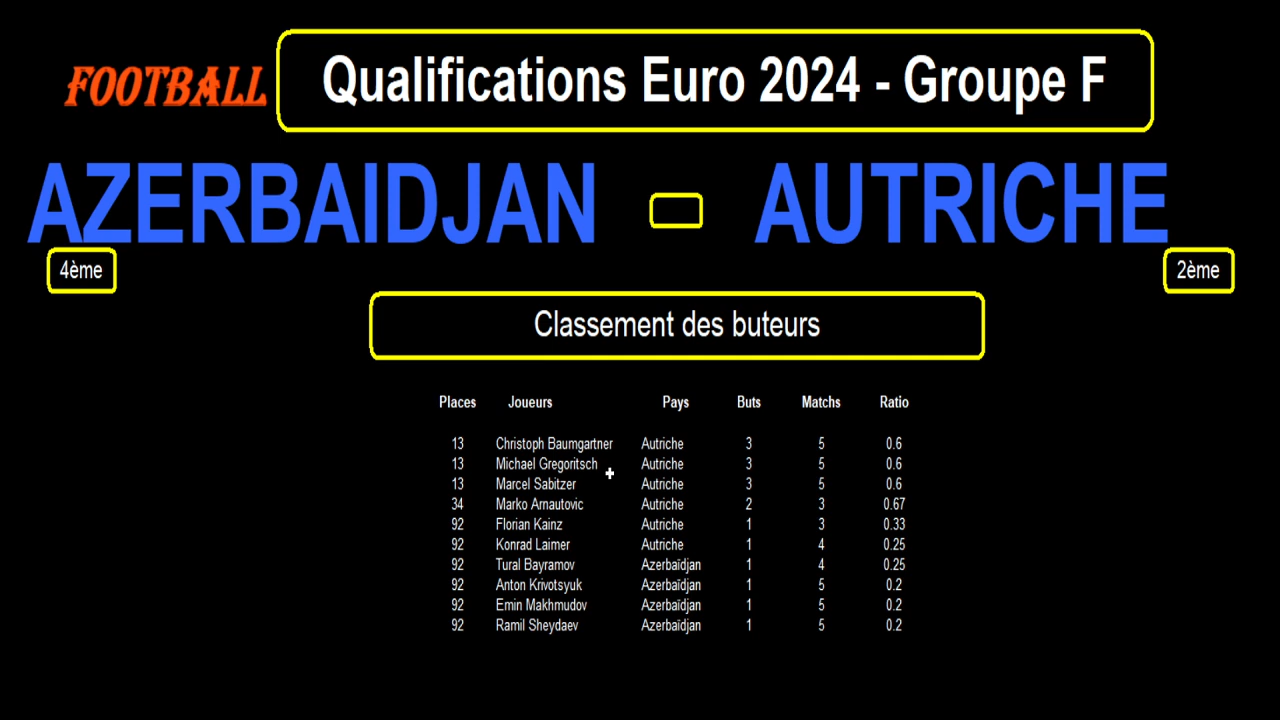 FOOTBALL Qualifications Euro 2024 - Groupe F
AZERBAIDJAN AUTRICHE
4ème 2ème
Classement des buteurs
Places Joueurs Pays Buts Matchs Ratio
13 Christoph Baumgartner Autriche 3 5 0.6
13 Michael Gregoritsch Autriche 3 5 0.6
13 Marcel Sabitzer Autriche 3 5 0.6
34 Marko Arnautovic Autriche 2 3 0.67
92 Florian Kainz Autriche 1 3 0.33
92 Konrad Laimer Autriche 1 4 0.25
92 Tural Bayramov Azerbaïdjan 1 4 0.25
92 Anton Krivotsyuk Azerbaïdjan 1 5 0.2
92 Emin Makhmudov Azerbaïdjan 1 5 0.2
92 Ramil Sheydaev Azerbaïdjan 1 5 0.2